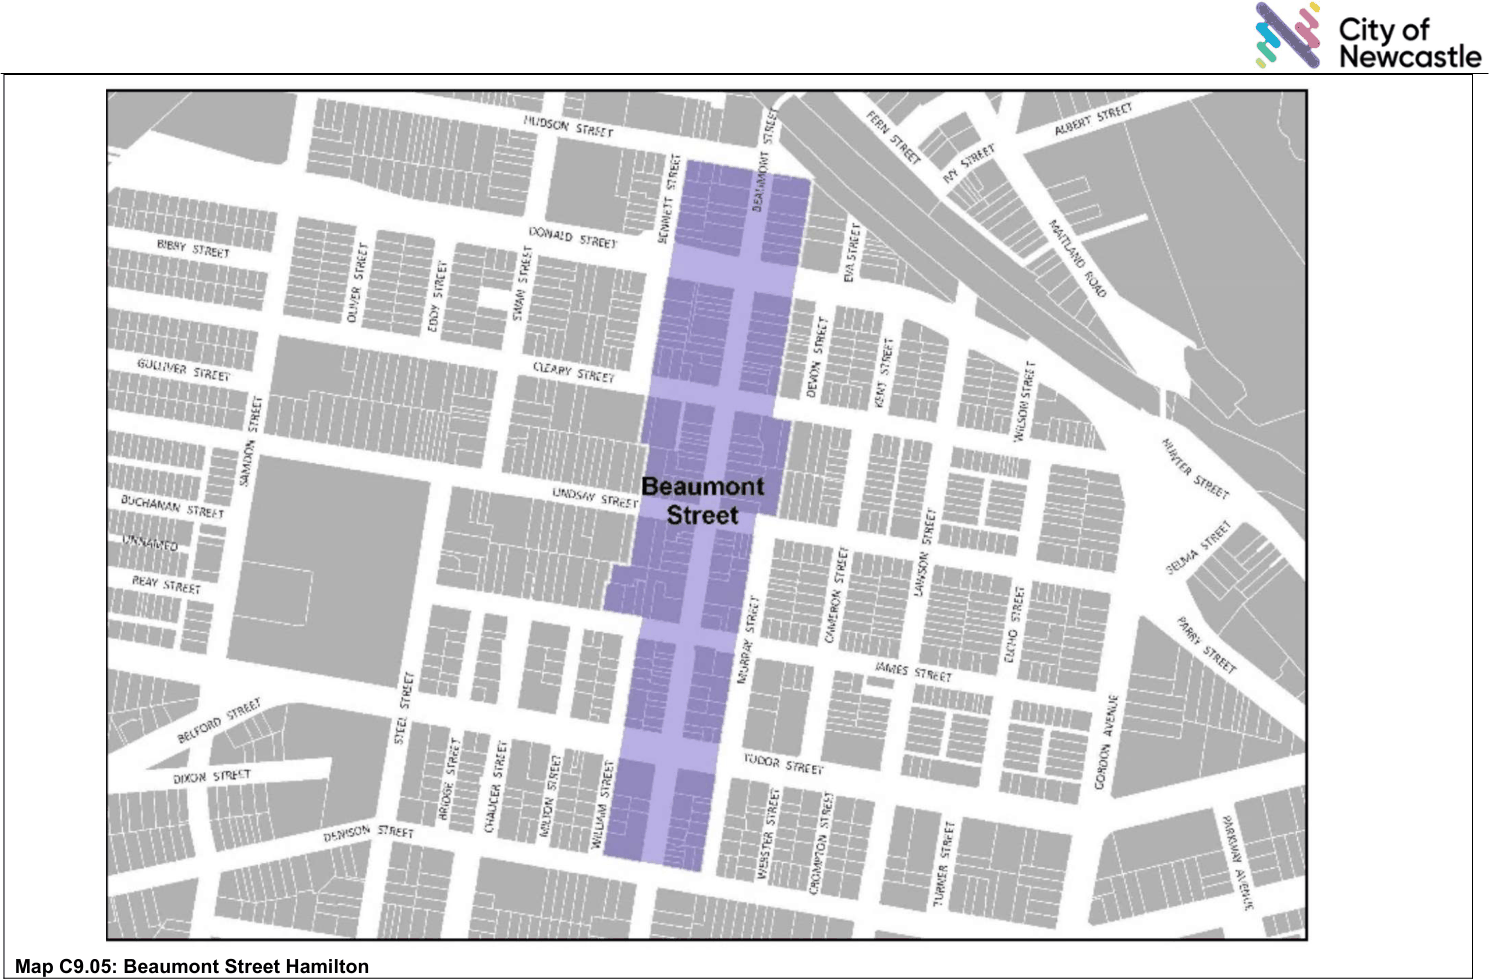 City of
Newcastle
HUDSON STREET
BEAUMONT STREET
FERN STREET
ALBERT STREET
IVY STREET
BENNETT STREET
DONALD STREET
BIBBY STREET
OLIVER STREET
EDDY STREET
SWAN STREET
EVA STREET
MAITLAND ROAD
GULLIVER STREET
CLEARY STREET
DEVON STREET
KENT STREET
WILSON STREET
SAMDON STREET
HUNTER STREET
LINDSAY STREET
Beaumont
Street
BUCHANAN STREET
UNNAMED
LAWSON STREET
SELMA STREET
REAY STREET
CAMERON STREET
MURRAY STREET
EUCHO STREET
PARRY STREET
JAMES STREET
BELFORD STREET
STEEL STREET
GORDON AVENUE
TUDOR STREET
DIXON STREET
BRIDGE STREET
CHAUCER STREET
MILTON STREET
WILLIAM STREET
WEBSTER STREET
CROMPTON STREET
TURNER STREET
PARKWAY AVENUE
DENISON STREET
Map C9.05: Beaumont Street Hamilton